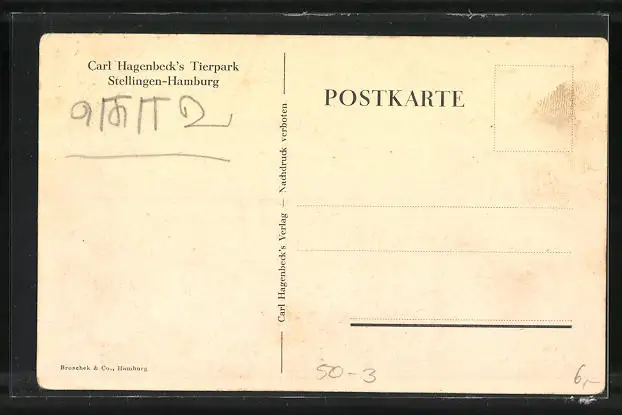 Carl Hagenbeck's Tierpark
Stellingen-Hamburg
Carl Hagenbeck's Verlag — Nachdruck verboten
POSTKARTE
Broschek & Co., Hamburg
50-3
6,-